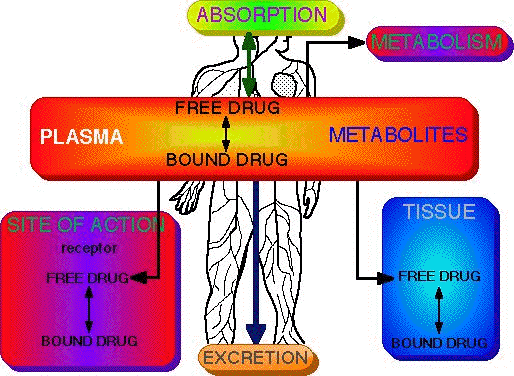 ABSORPTION
METABOLISM
FREE DRUG
PLASMA
METABOLITES
BOUND DRUG
SITE OF ACTION
receptor
FREE DRUG
BOUND DRUG
TISSUE
FREE DRUG
BOUND DRUG
EXCRETION